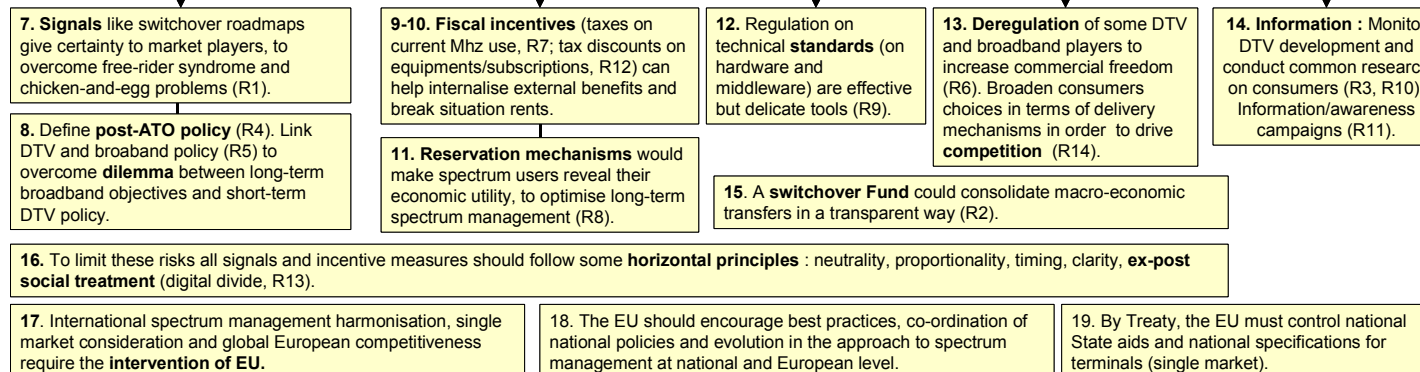 7. Signals like switchover roadmaps
give certainty to market players, to
overcome free-rider syndrome and
chicken-and-egg problems (R1).
8. Define post-ATO policy (R4). Link
DTV and broaband policy (R5) to
overcome dilemma between long-term
broadband objectives and short-term
DTV policy.
9-10. Fiscal incentives (taxes on
current Mhz use, R7; tax discounts on
equipments/subscriptions, R12) can
help internalise external benefits and
break situation rents.
11. Reservation mechanisms would
make spectrum users reveal their
economic utility, to optimise long-term
spectrum management (R8).
12. Regulation on
technical standards (on
hardware and
middleware) are effective
but delicate tools (R9).
13. Deregulation of some DTV
and broadband players to
increase commercial freedom
(R6). Broaden consumers
choices in terms of delivery
mechanisms in order to drive
competition (R14).
14. Information : Monito
DTV development and
conduct common researc
on consumers (R3, R10)
Information/awareness
campaigns (R11).
15. A switchover Fund could consolidate macro-economic
transfers in a transparent way (R2).
16. To limit these risks all signals and incentive measures should follow some horizontal principles : neutrality, proportionality, timing, clarity, ex-post
social treatment (digital divide, R13).
17. International spectrum management harmonisation, single
market consideration and global European competitiveness
require the intervention of EU.
18. The EU should encourage best practices, co-ordination of
national policies and evolution in the approach to spectrum
management at national and European level.
19. By Treaty, the EU must control national
State aids and national specifications for
terminals (single market).